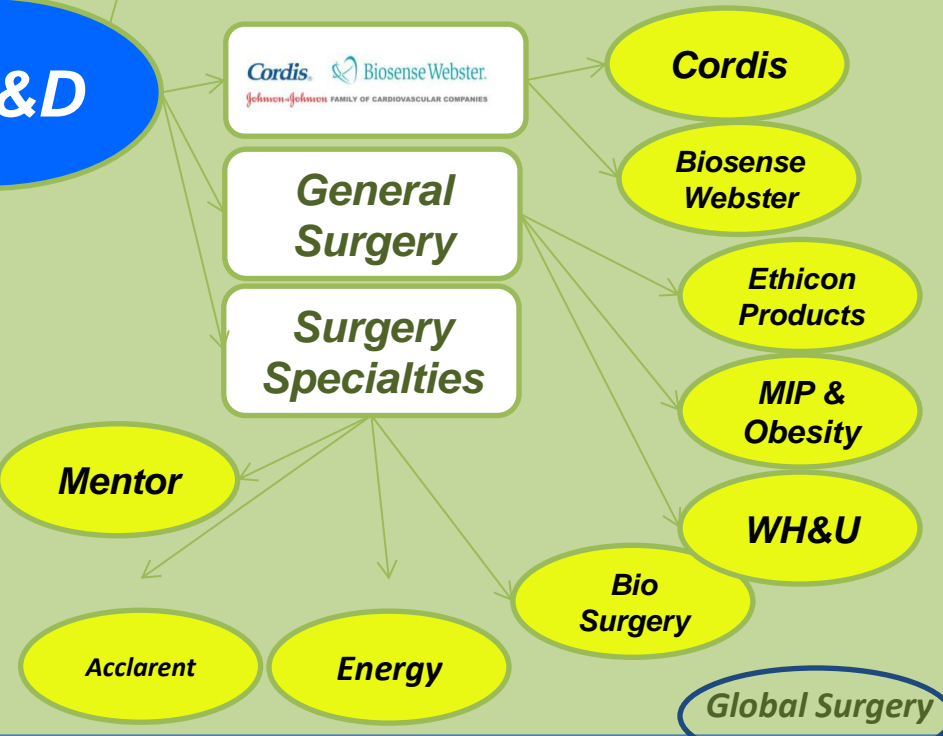 &D
Cordis. Biosense Webster.
Johnson & Johnson FAMILY OF CARDIOVASCULAR COMPANIES
Cordis
Biosense
Webster
General
Surgery
Ethicon
Products
Surgery
Specialties
MIP &
Obesity
Mentor
WH&U
Bio
Surgery
Acclarent
Energy
Global Surgery